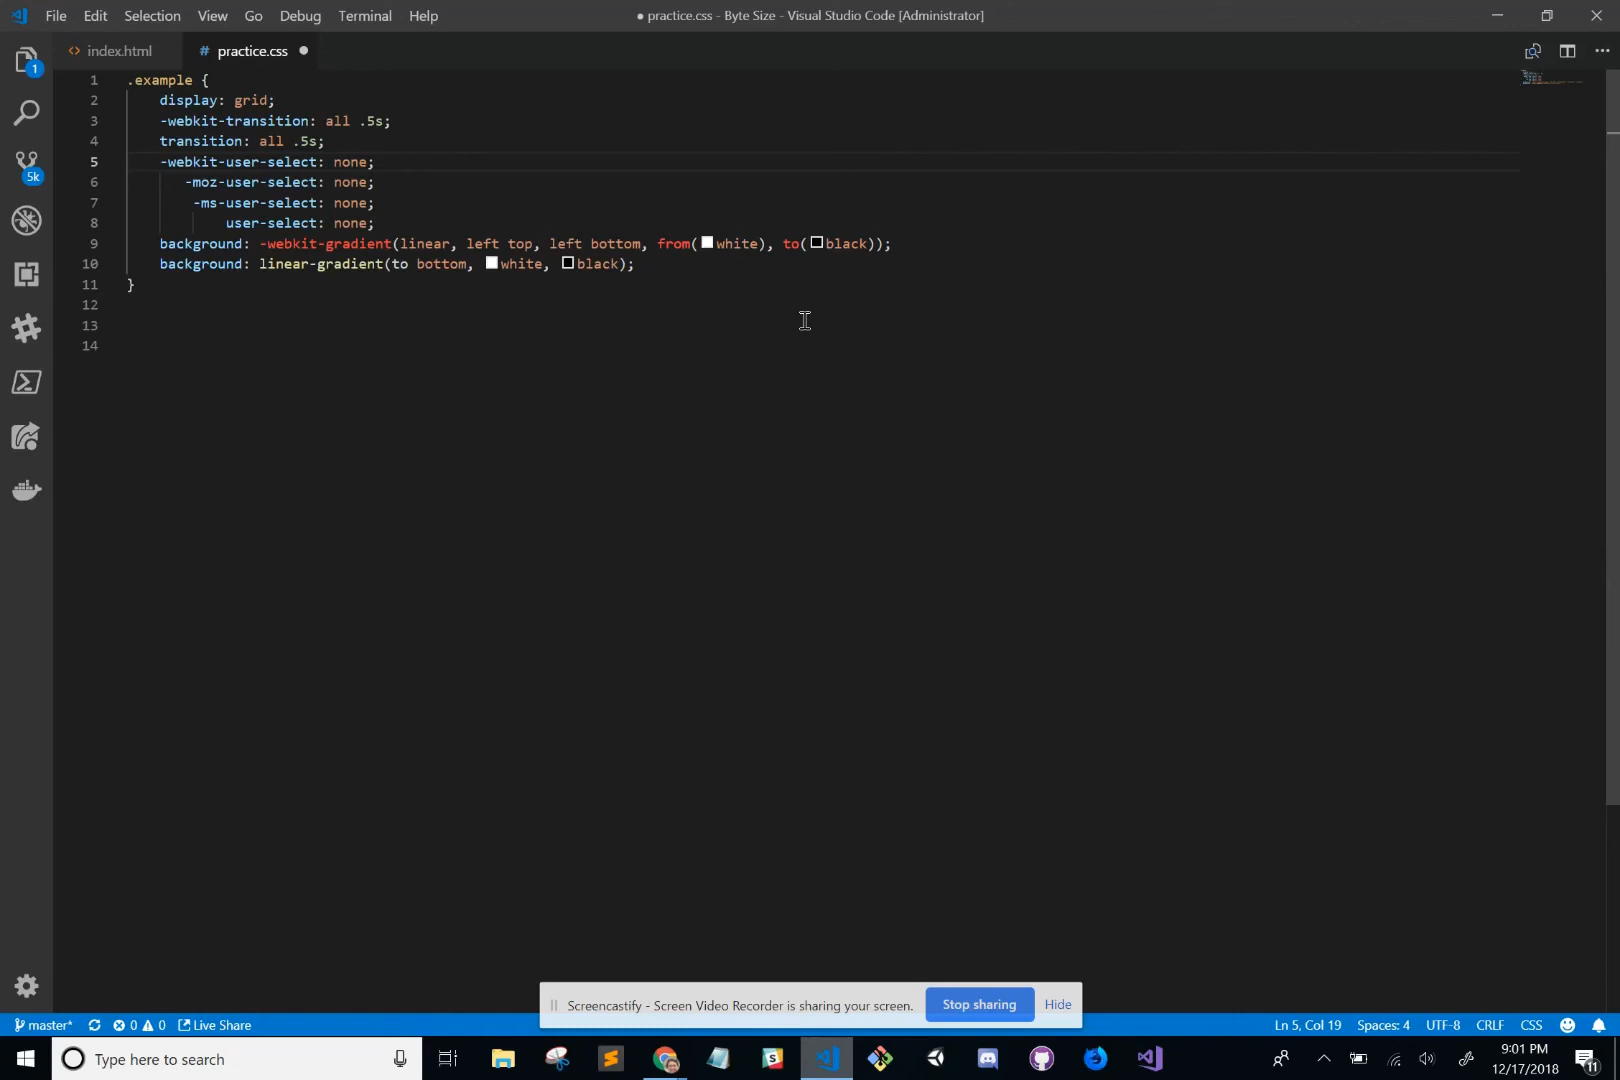 File Edit Selection View Go Debug Terminal Help
● practice.css - Byte Size - Visual Studio Code [Administrator]
<> index.html
# practice.css ●
1 .example {
2     display: grid;
3     -webkit-transition: all .5s;
4     transition: all .5s;
5     -webkit-user-select: none;
6        -moz-user-select: none;
7         -ms-user-select: none;
8             user-select: none;
9     background: -webkit-gradient(linear, left top, left bottom, from(white), to(black));
10     background: linear-gradient(to bottom, white, black);
11 }
12
13
14
1
5k
Screencastify - Screen Video Recorder is sharing your screen. Stop sharing Hide
master* 0 0 Live Share Ln 5, Col 19 Spaces: 4 UTF-8 CRLF CSS
Type here to search
9:01 PM
12/17/2018
11